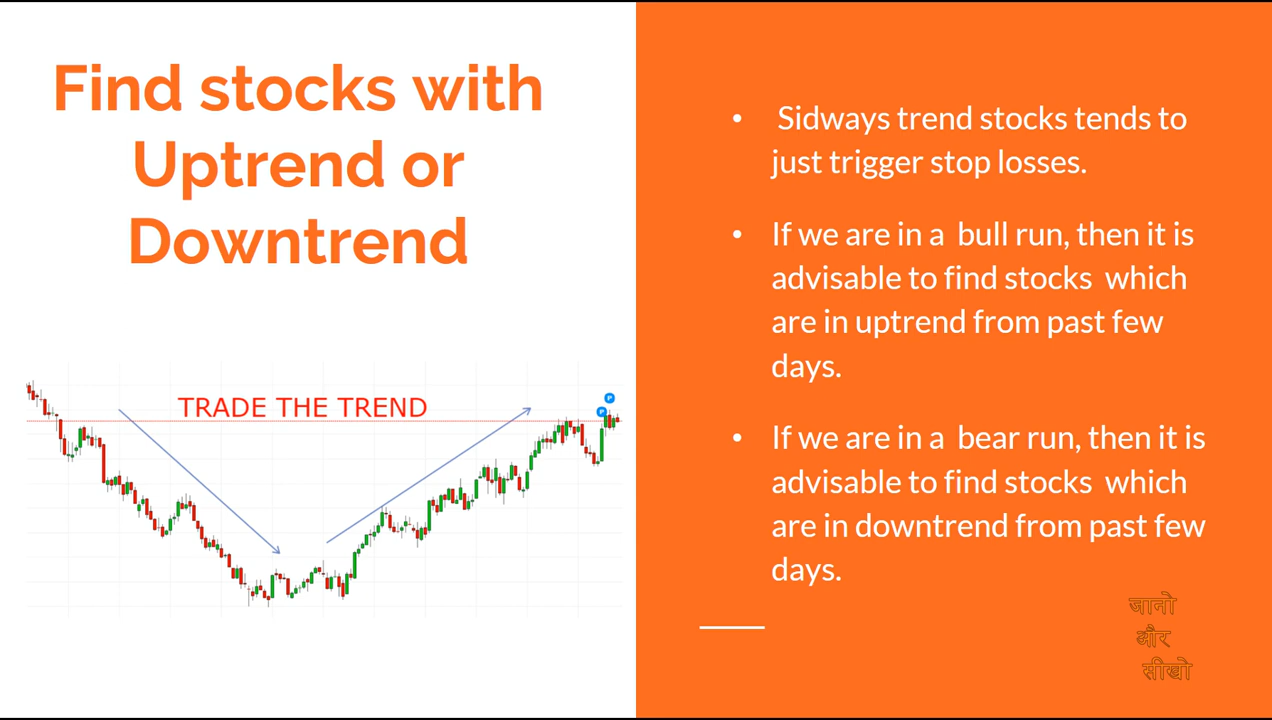 Find stocks with
Uptrend or
Downtrend
TRADE THE TREND
P
P
• Sidways trend stocks tends to
just trigger stop losses.
• If we are in a bull run, then it is
advisable to find stocks which
are in uptrend from past few
days.
• If we are in a bear run, then it is
advisable to find stocks which
are in downtrend from past few
days.
जानो
और
सीखो